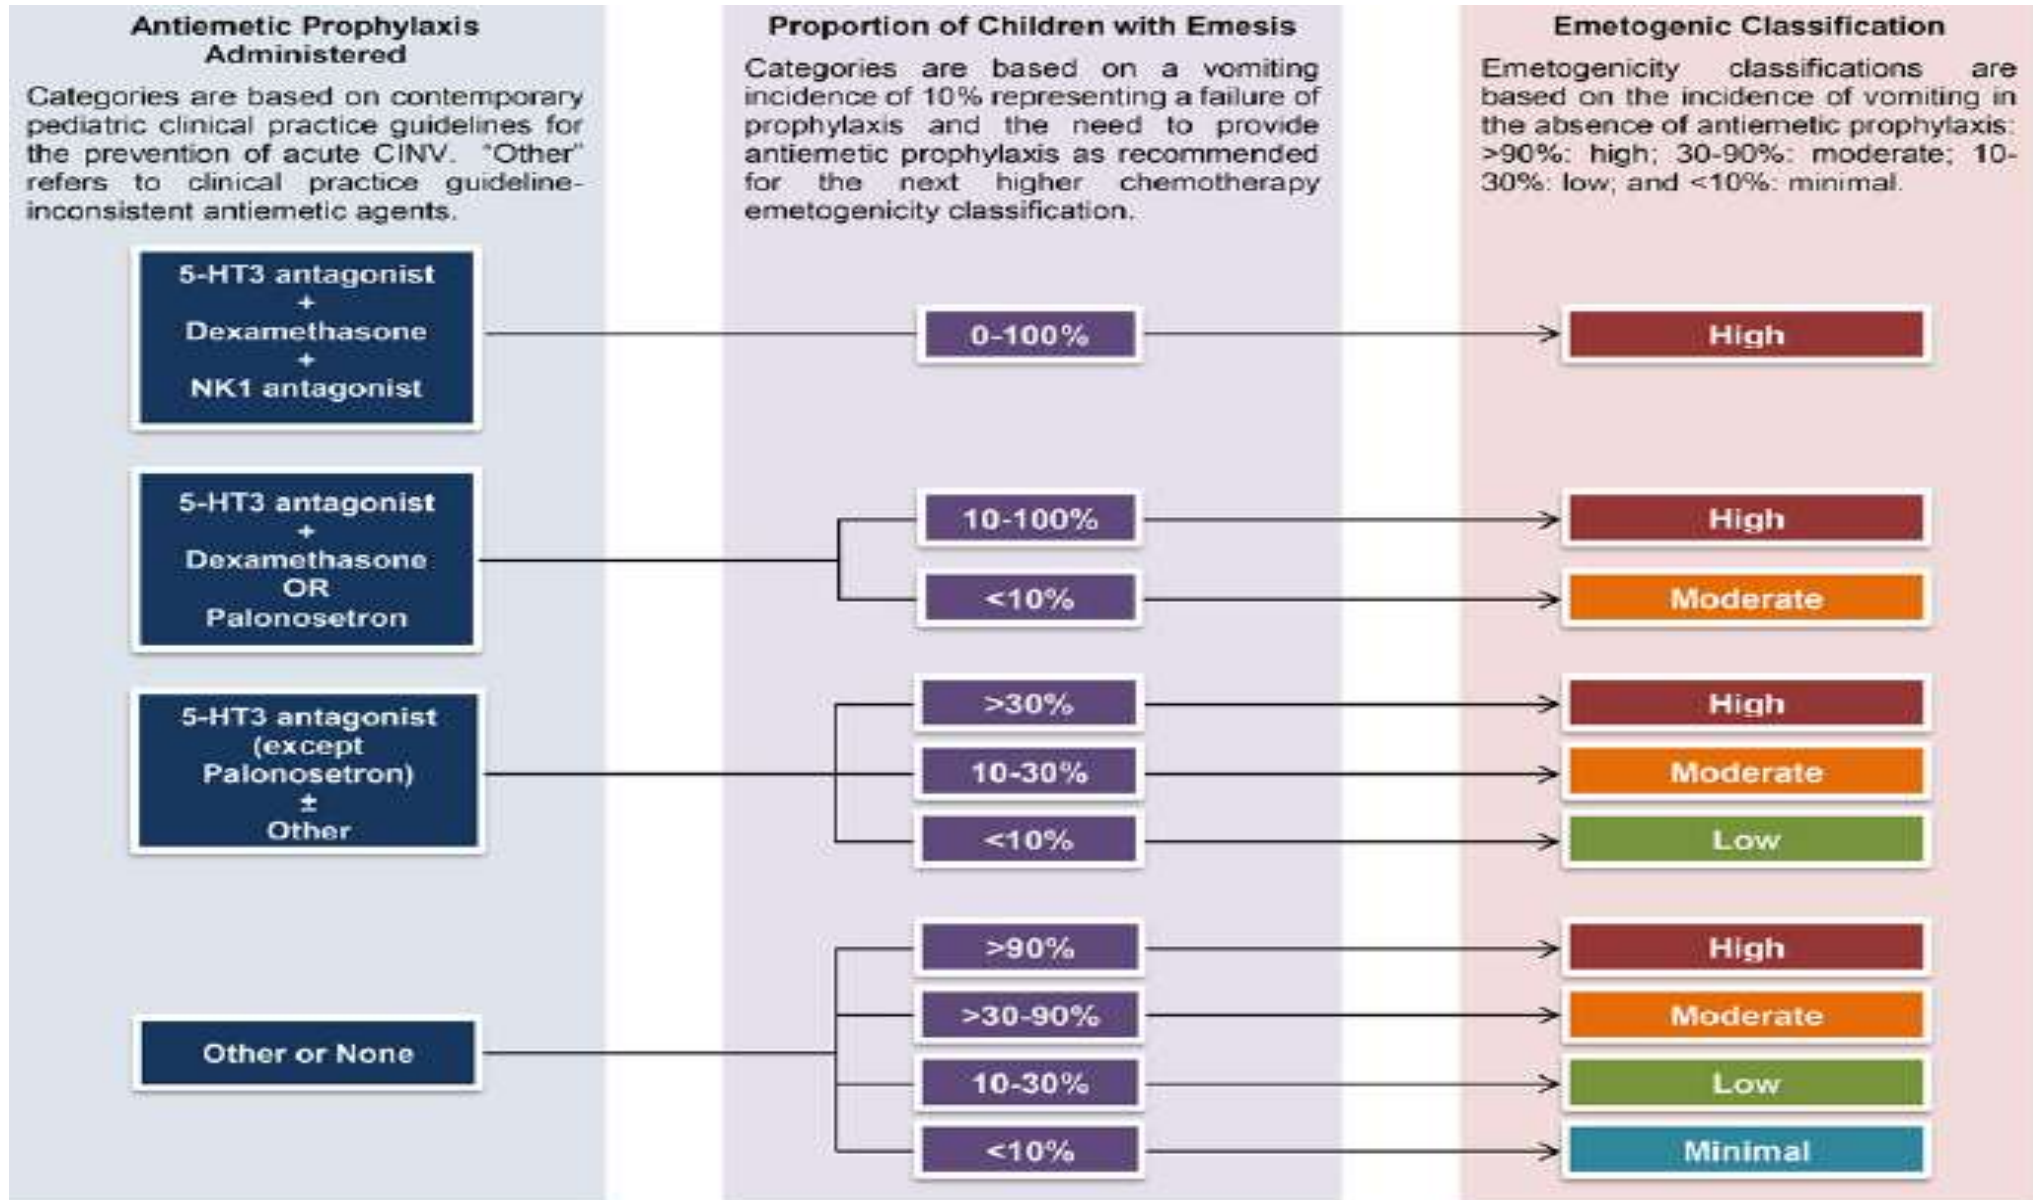 Antiemetic Prophylaxis
Administered
Categories are based on contemporary
pediatric clinical practice guidelines for
the prevention of acute CINV. "Other"
refers to clinical practice guideline-
inconsistent antiemetic agents.
Proportion of Children with Emesis
Categories are based on a vomiting
incidence of 10% representing a failure of
prophylaxis and the need to provide
antiemetic prophylaxis as recommended
for the next higher chemotherapy
emetogenicity classification.
Emetogenic Classification
Emetogenicity classifications are
based on the incidence of vomiting in
the absence of antiemetic prophylaxis:
>90%: high; 30-90%: moderate; 10-
30%: low; and <10%: minimal.
5-HT3 antagonist
+
Dexamethasone
+
NK1 antagonist
0-100%
High
5-HT3 antagonist
+
Dexamethasone
OR
Palonosetron
10-100%
High
<10%
Moderate
5-HT3 antagonist
(except
Palonosetron)
±
Other
>30%
High
10-30%
Moderate
<10%
Low
Other or None
>90%
High
>30-90%
Moderate
10-30%
Low
<10%
Minimal